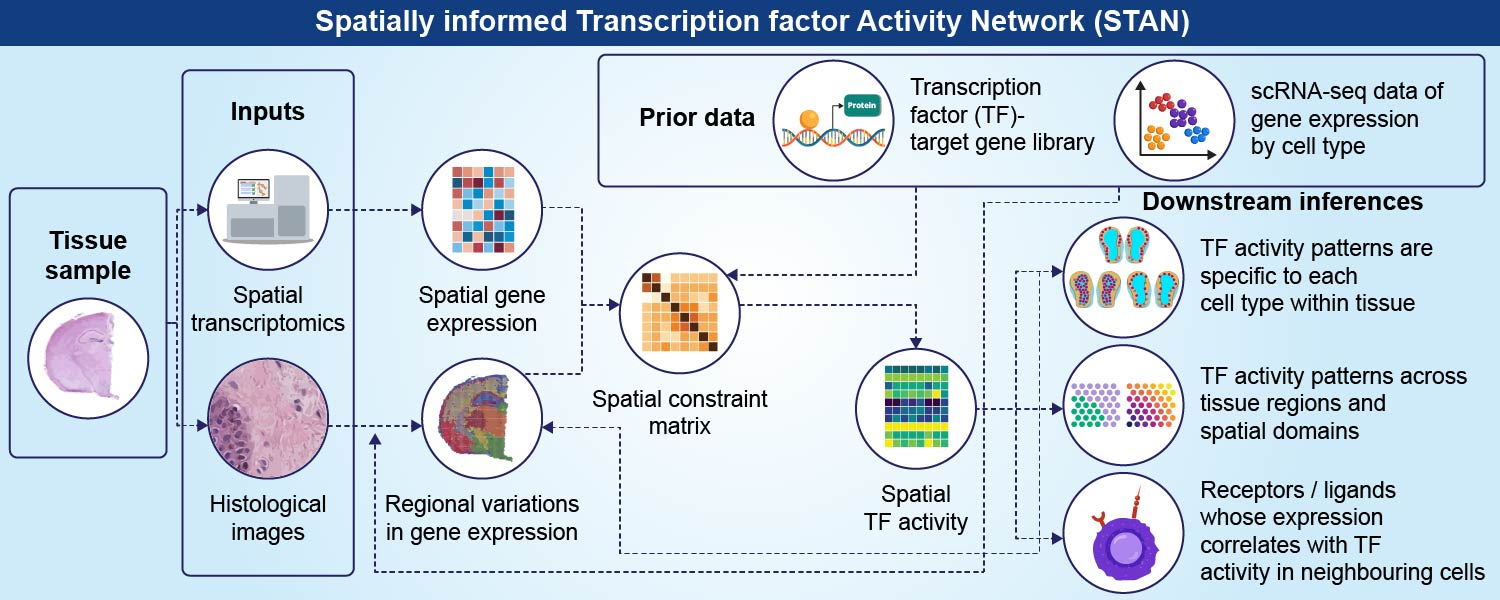 Spatially informed Transcription factor Activity Network (STAN)
Inputs
Tissue
sample
Spatial
transcriptomics
Histological
images
Spatial gene
expression
Regional variations
in gene expression
Prior data
Protein
Transcription
factor (TF)-
target gene library
scRNA-seq data of
gene expression
by cell type
Spatial constraint
matrix
Spatial
TF activity
Downstream inferences
TF activity patterns are
specific to each
cell type within tissue
TF activity patterns across
tissue regions and
spatial domains
Receptors / ligands
whose expression
correlates with TF
activity in neighbouring cells